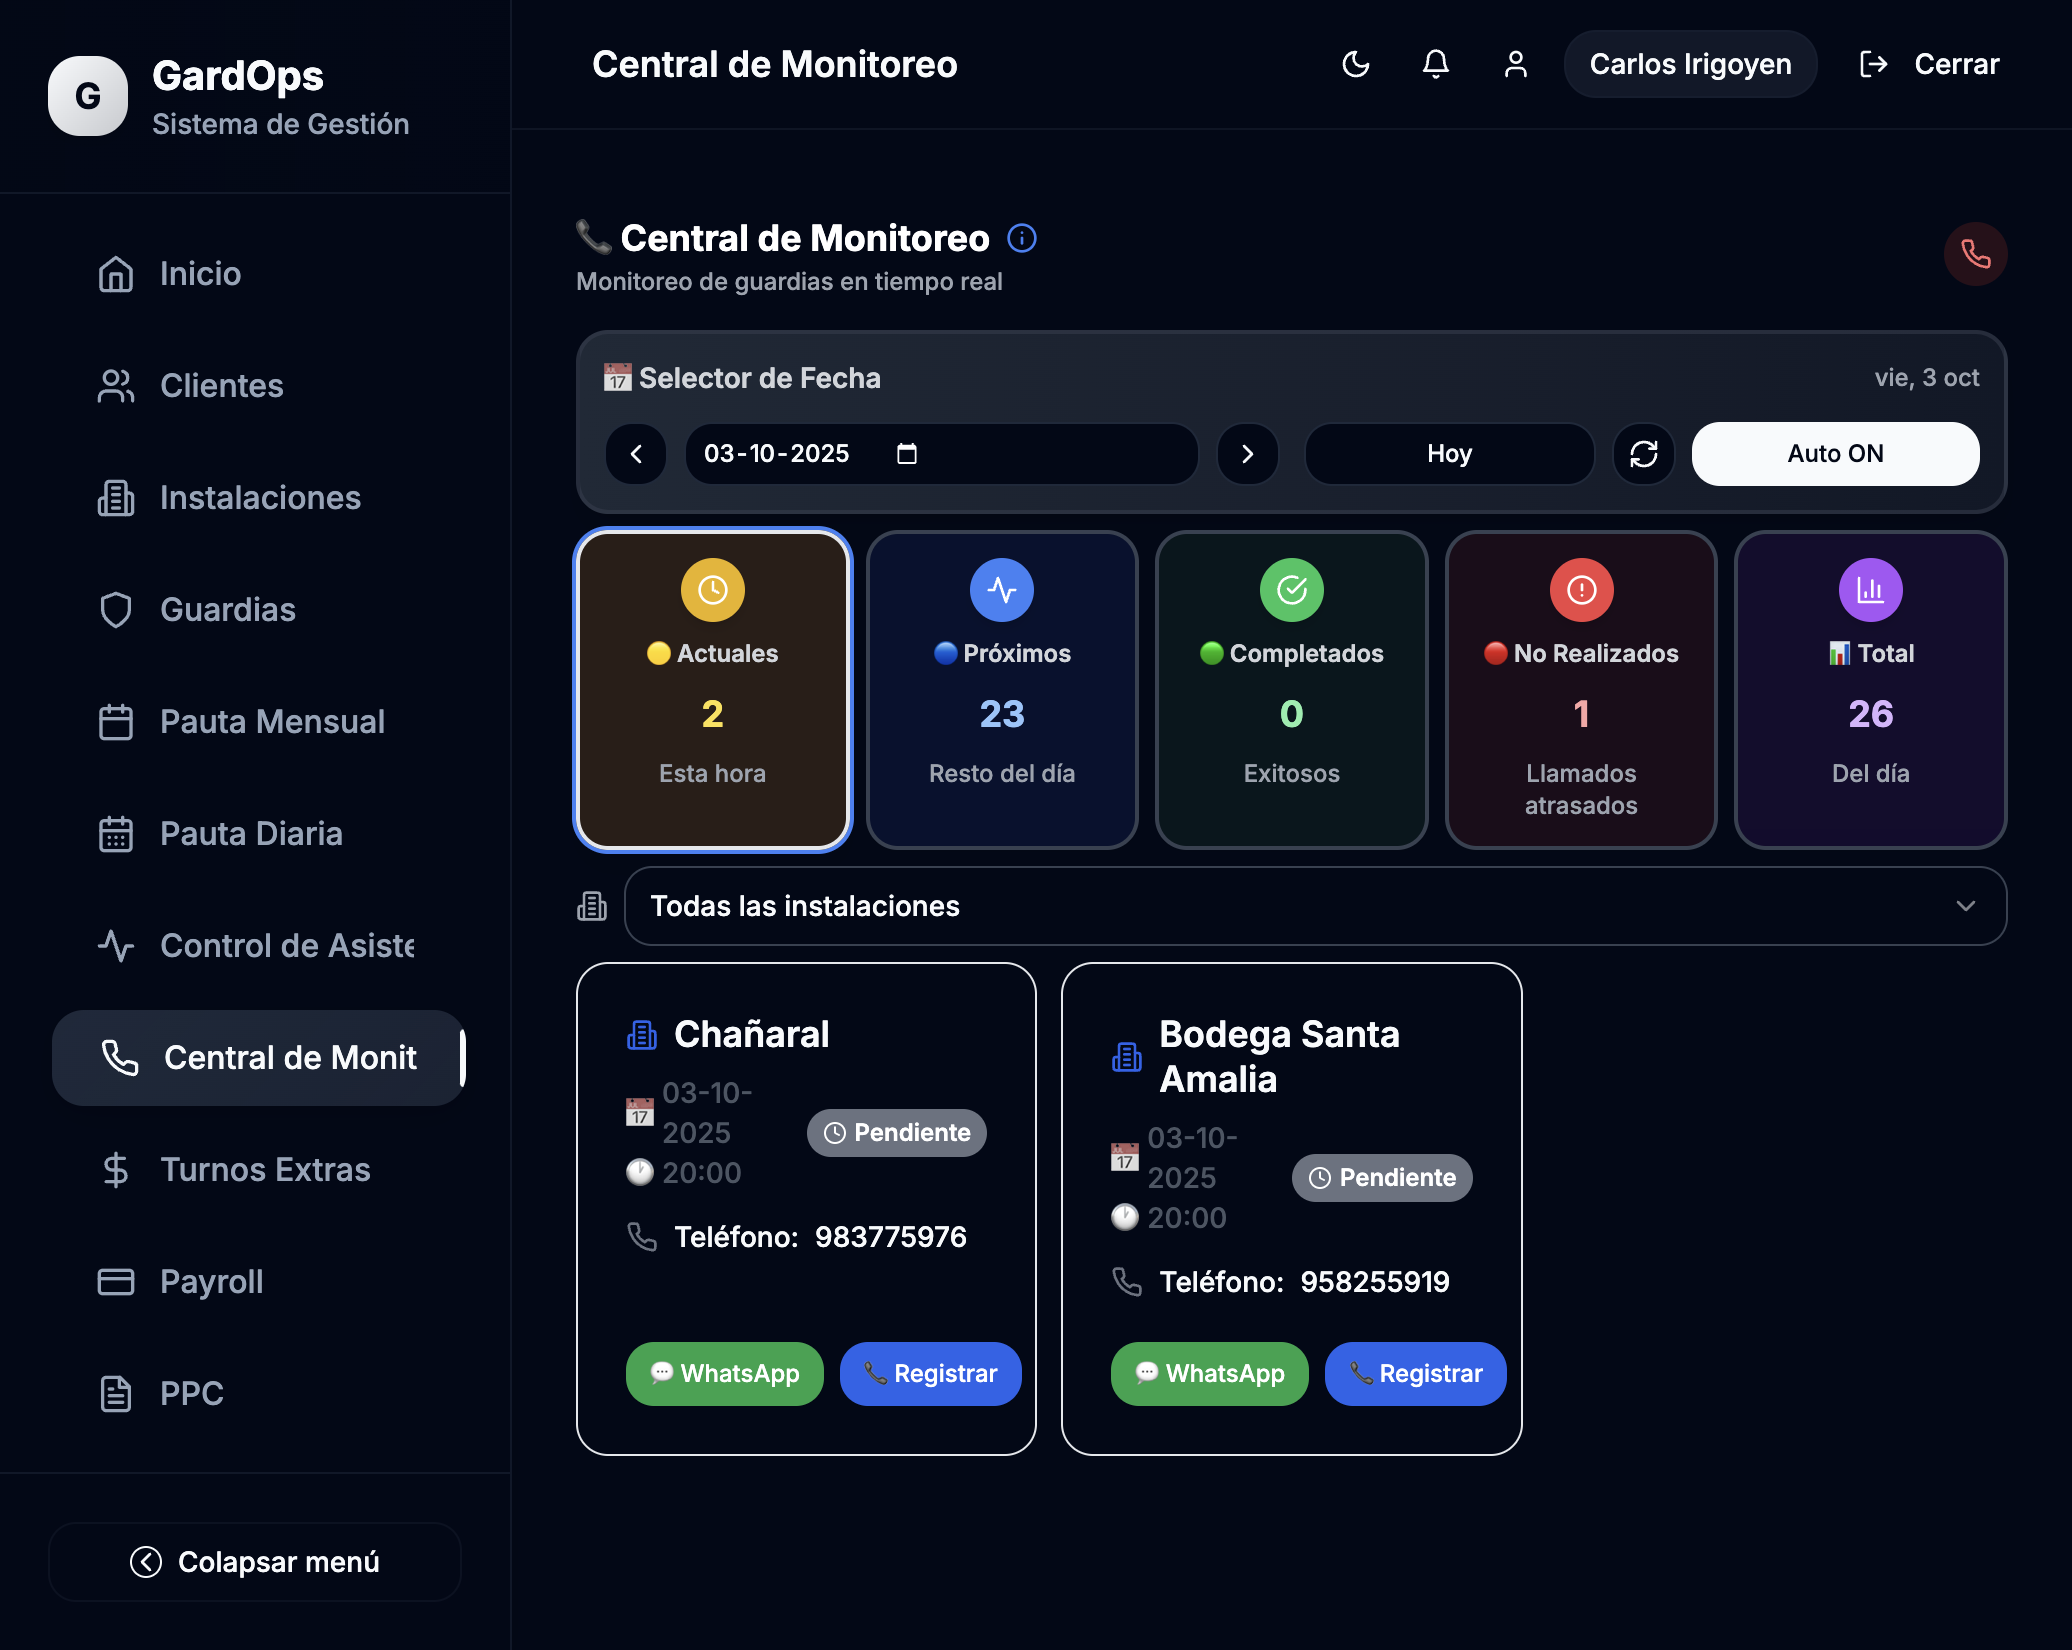 G
GardOps
Sistema de Gestión
Inicio
Clientes
Instalaciones
Guardias
Pauta Mensual
Pauta Diaria
Control de Asiste
Central de Monit
Turnos Extras
Payroll
PPC
Colapsar menú
Central de Monitoreo
Carlos Irigoyen
Cerrar
📞 Central de Monitoreo
Monitoreo de guardias en tiempo real
📅 Selector de Fecha
vie, 3 oct
03-10-2025
Hoy
Auto ON
🟡 Actuales
2
Esta hora
🔵 Próximos
23
Resto del día
🟢 Completados
0
Exitosos
🔴 No Realizados
1
Llamados
atrasados
📊 Total
26
Del día
Todas las instalaciones
Chañaral
📅 03-10-
2025
🕐 20:00
Pendiente
Teléfono: 983775976
💬 WhatsApp
📞 Registrar
Bodega Santa
Amalia
📅 03-10-
2025
🕐 20:00
Pendiente
Teléfono: 958255919
💬 WhatsApp
📞 Registrar